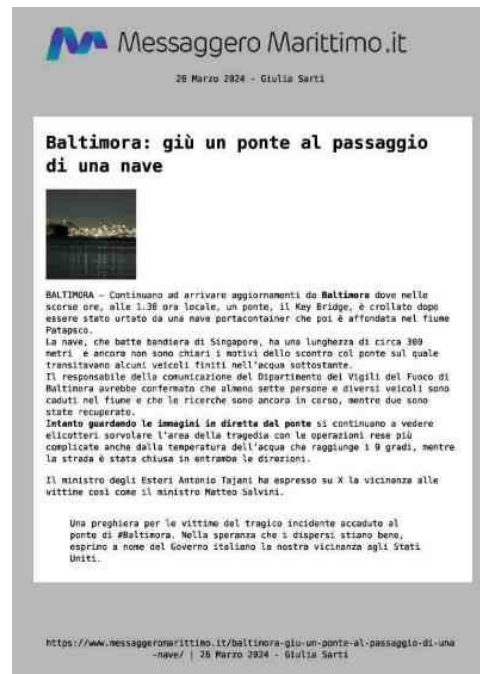 Messaggero Marittimo.it
26 Marzo 2024 - Giulia Sarti
Baltimora: giù un ponte al passaggio
di una nave
BALTIMORA – Continuano ad arrivare aggiornamenti da Baltimora dove nelle
scorse ore, alle 1.30 ora locale, un ponte, il Key Bridge, è crollato dopo
essere stato urtato da una nave portacontainer che poi è affondata nel fiume
Patapsco.
La nave, che batte bandiera di Singapore, ha una lunghezza di circa 300
metri e ancora non sono chiari i motivi dello scontro col ponte sul quale
transitavano alcuni veicoli finiti nell'acqua sottostante.
Il responsabile della comunicazione del Dipartimento dei Vigili del Fuoco di
Baltimora avrebbe confermato che almeno sette persone e diversi veicoli sono
caduti nel fiume e che le ricerche sono ancora in corso, mentre due sono
state recuperate.
Intanto guardando le immagini in diretta dal ponte si continuano a vedere
elicotteri sorvolare l'area della tragedia con le operazioni rese più
complicate anche dalla temperatura dell'acqua che raggiunge i 9 gradi, mentre
la strada è stata chiusa in entrambe le direzioni.
Il ministro degli Esteri Antonio Tajani ha espresso su X la vicinanza alle
vittime così come il ministro Matteo Salvini.
Una preghiera per le vittime del tragico incidente accaduto al
ponte di #Baltimora. Nella speranza che i dispersi stiano bene,
esprimo a nome del Governo italiano la nostra vicinanza agli Stati
Uniti.
https://www.messaggeromarittimo.it/baltimora-giu-un-ponte-al-passaggio-di-una
-nave/ | 26 Marzo 2024 - Giulia Sarti